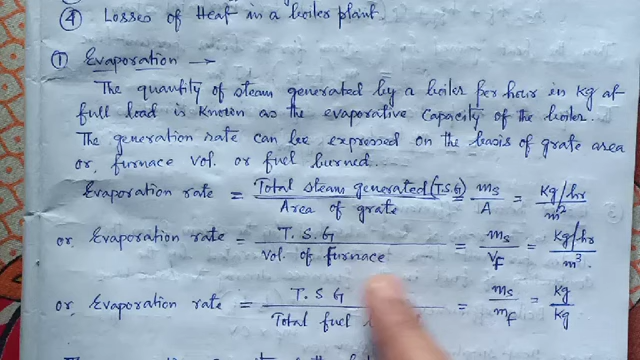 ④ Losses of Heat in a boiler plant.
① Evaporation →
The quantity of steam generated by a boiler per hour in Kg at
full load is known as the evaporative capacity of the boiler.
The generation rate can be expressed on the basis of grate area
or, furnace vol. or fuel burned...
Evaporation rate = Total steam generated (T.S.G) / Area of grate = ms / A = Kg/hr / m²
or, Evaporation rate = T.S.G / Vol. of furnace = ms / VF = Kg/hr / m³.
or, Evaporation rate = T.S.G / Total fuel = ms / mf = Kg / Kg